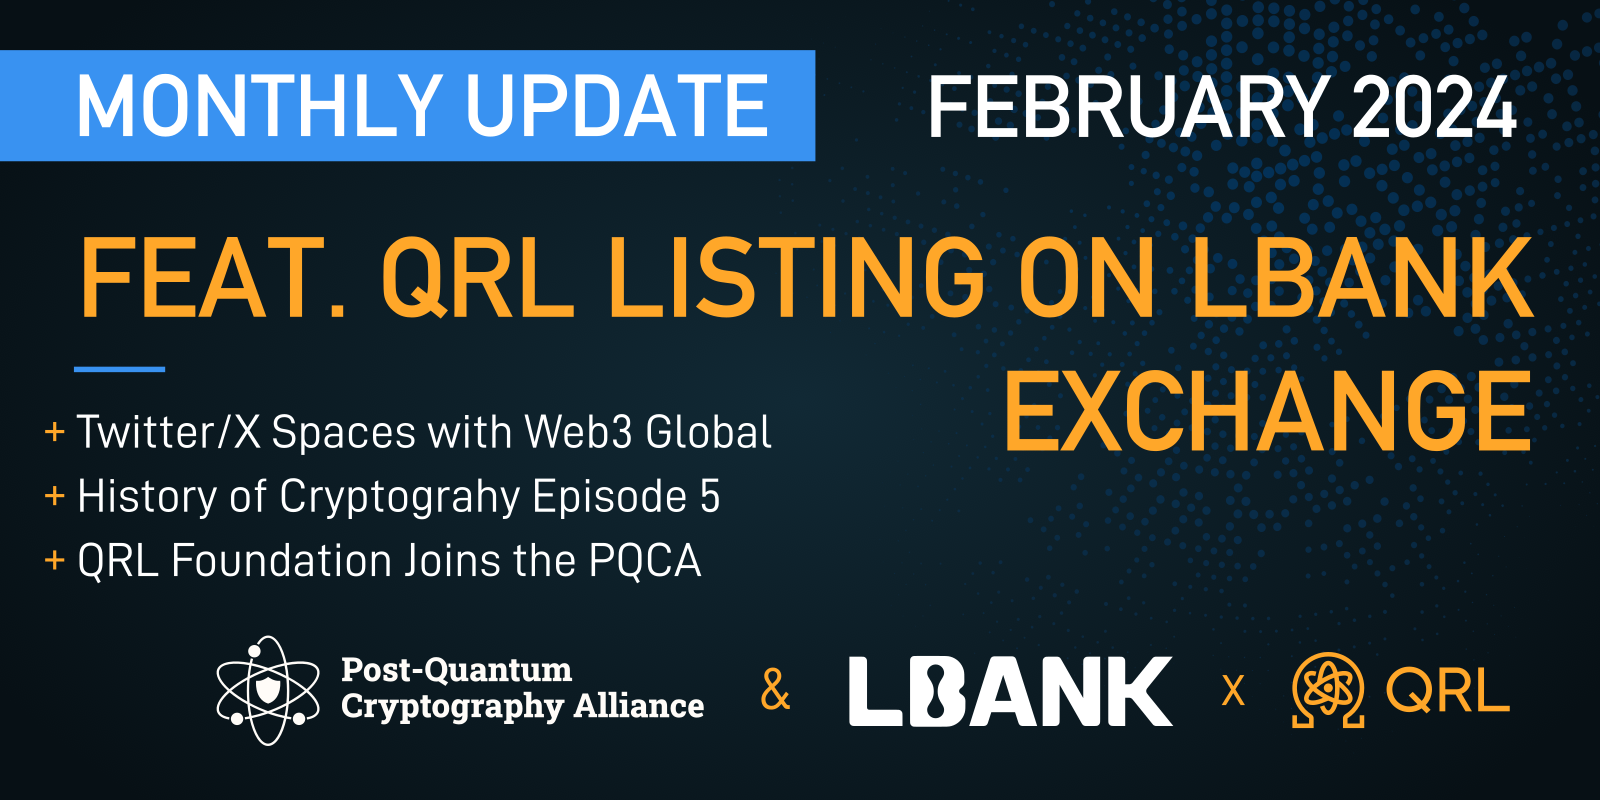 MONTHLY UPDATE
FEBRUARY 2024
FEAT. QRL LISTING ON LBANK
EXCHANGE
+ Twitter/X Spaces with Web3 Global
+ History of Cryptograhy Episode 5
+ QRL Foundation Joins the PQCA
Post-Quantum
Cryptography Alliance
& LBANK X QRL